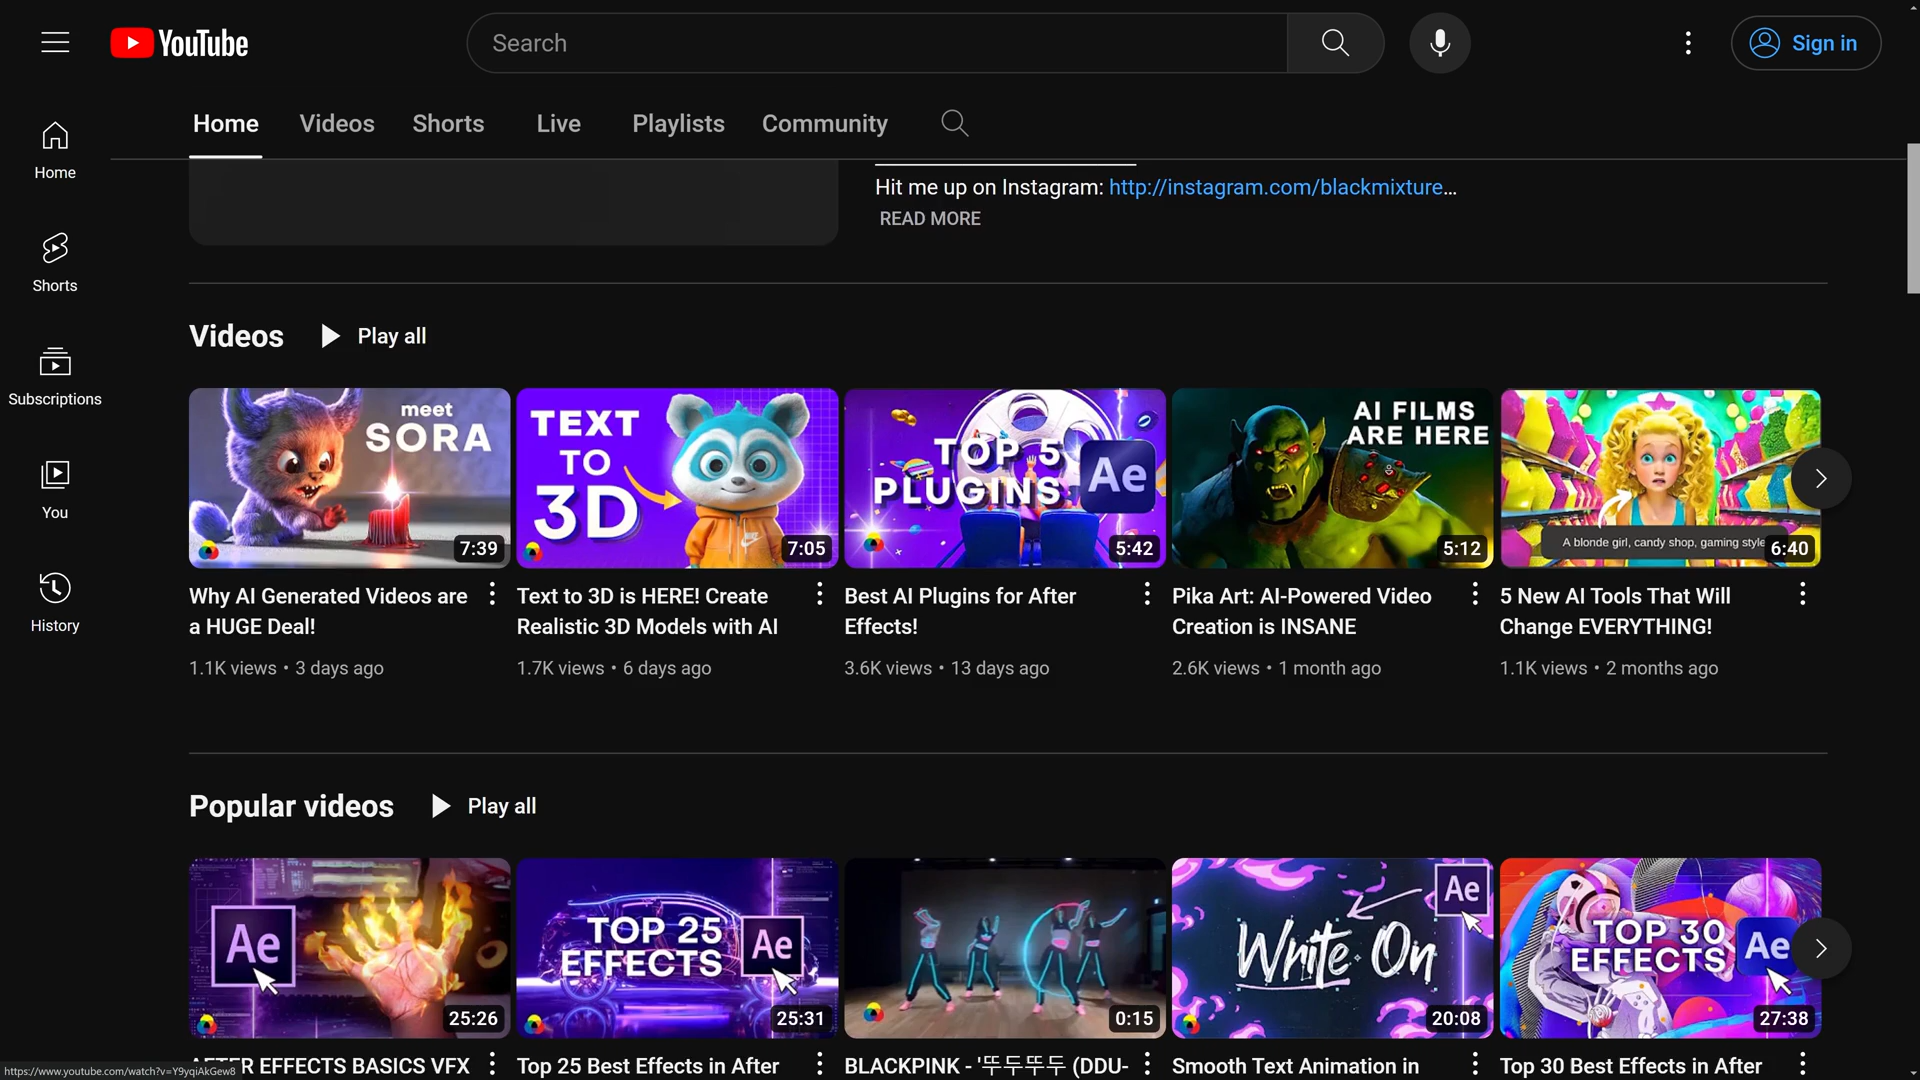 YouTube
Search
Sign in
Home
Videos
Shorts
Live
Playlists
Community
Home
Shorts
Subscriptions
You
History
Hit me up on Instagram: http://instagram.com/blackmixture...
READ MORE
Videos
Play all
meet
SORA
7:39
TEXT
TO
3D
7:05
TOP 5
PLUGINS
Ae
5:42
AI FILMS
ARE HERE
5:12
A blonde girl, candy shop, gaming style
6:40
Why AI Generated Videos are
a HUGE Deal!
1.1K views • 3 days ago
Text to 3D is HERE! Create
Realistic 3D Models with AI
1.7K views • 6 days ago
Best AI Plugins for After
Effects!
3.6K views • 13 days ago
Pika Art: AI-Powered Video
Creation is INSANE
2.6K views • 1 month ago
5 New AI Tools That Will
Change EVERYTHING!
1.1K views • 2 months ago
Popular videos
Play all
Ae
25:26
TOP 25
EFFECTS
Ae
25:31
0:15
Write On
Ae
20:08
TOP 30
EFFECTS
Ae
27:38
AFTER EFFECTS BASICS VFX
Top 25 Best Effects in After
BLACKPINK - '뚜두뚜두 (DDU-
Smooth Text Animation in
Top 30 Best Effects in After
https://www.youtube.com/watch?v=Y9yqiAkGew8